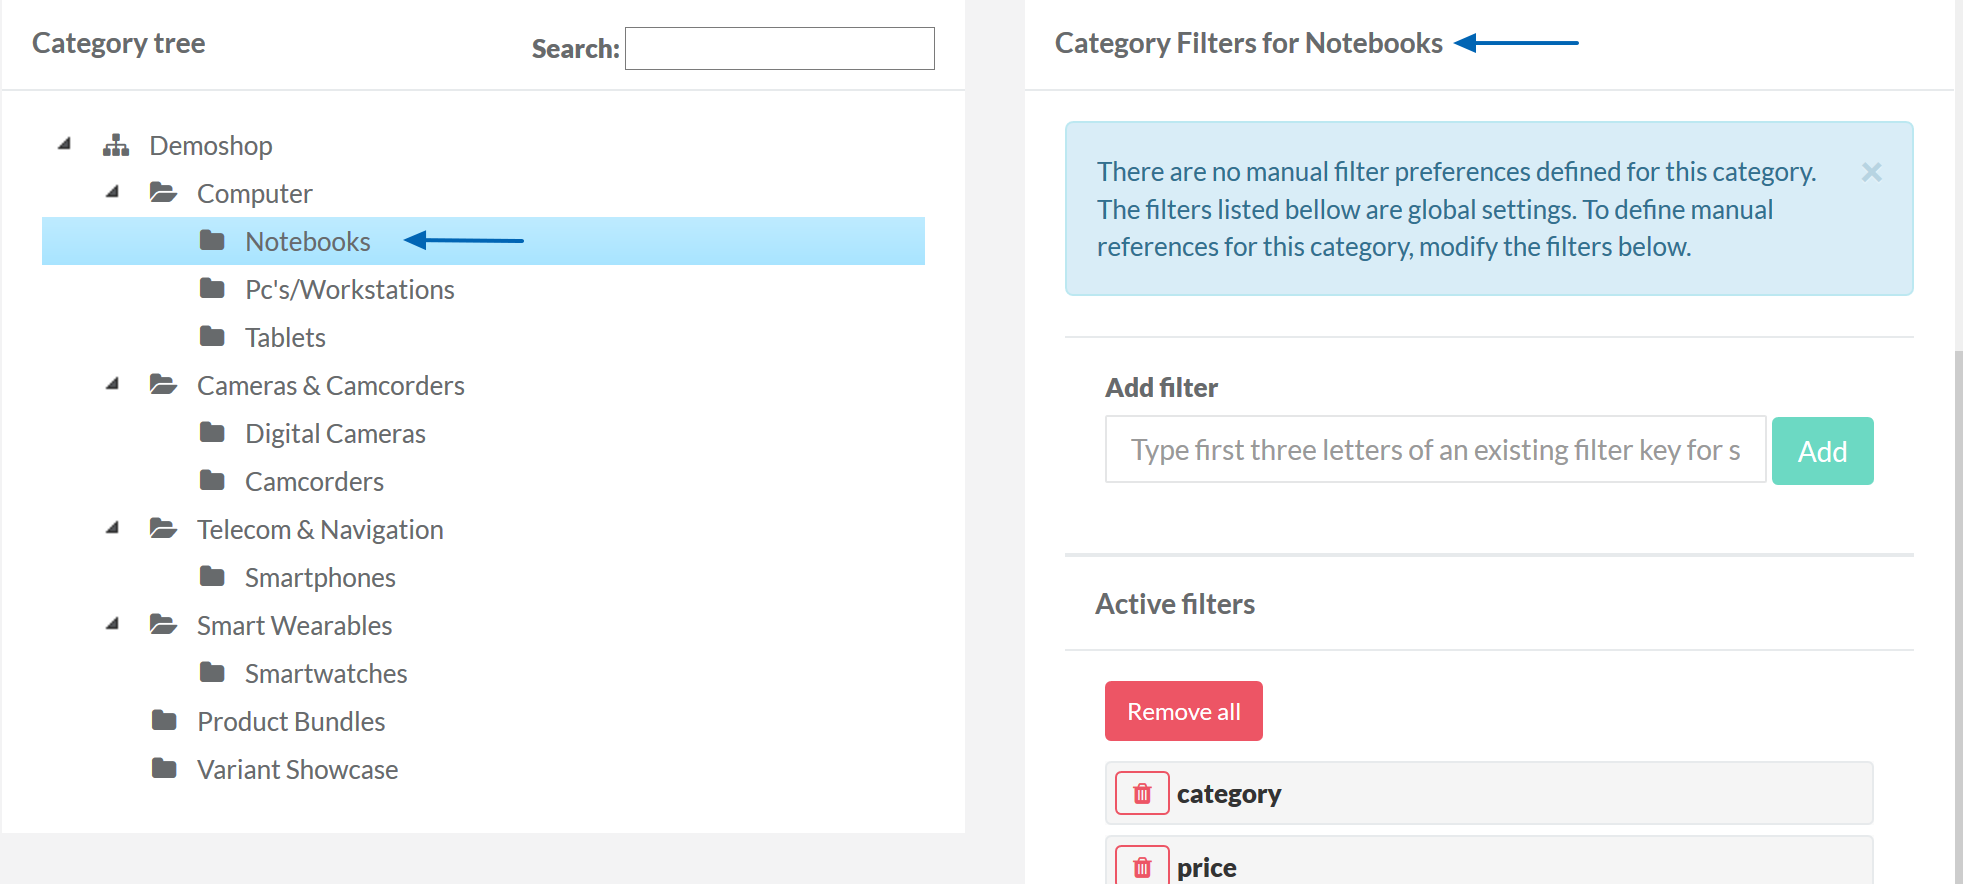 Category tree
Search:
Demoshop
Computer
Notebooks
Pc's/Workstations
Tablets
Cameras & Camcorders
Digital Cameras
Camcorders
Telecom & Navigation
Smartphones
Smart Wearables
Smartwatches
Product Bundles
Variant Showcase
Category Filters for Notebooks
There are no manual filter preferences defined for this category.
The filters listed bellow are global settings. To define manual
references for this category, modify the filters below.
×
Add filter
Type first three letters of an existing filter key for s
Add
Active filters
Remove all
category
price